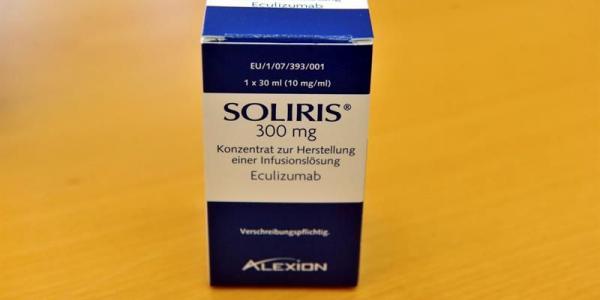 Eculizumab
EU/1/07/393/001
1 x 30 ml (10 mg/ml)
SOLIRIS®
300 mg
Konzentrat zur Herstellung
einer Infusionslösung
Eculizumab
Verschreibungspflichtig.
ALEXION